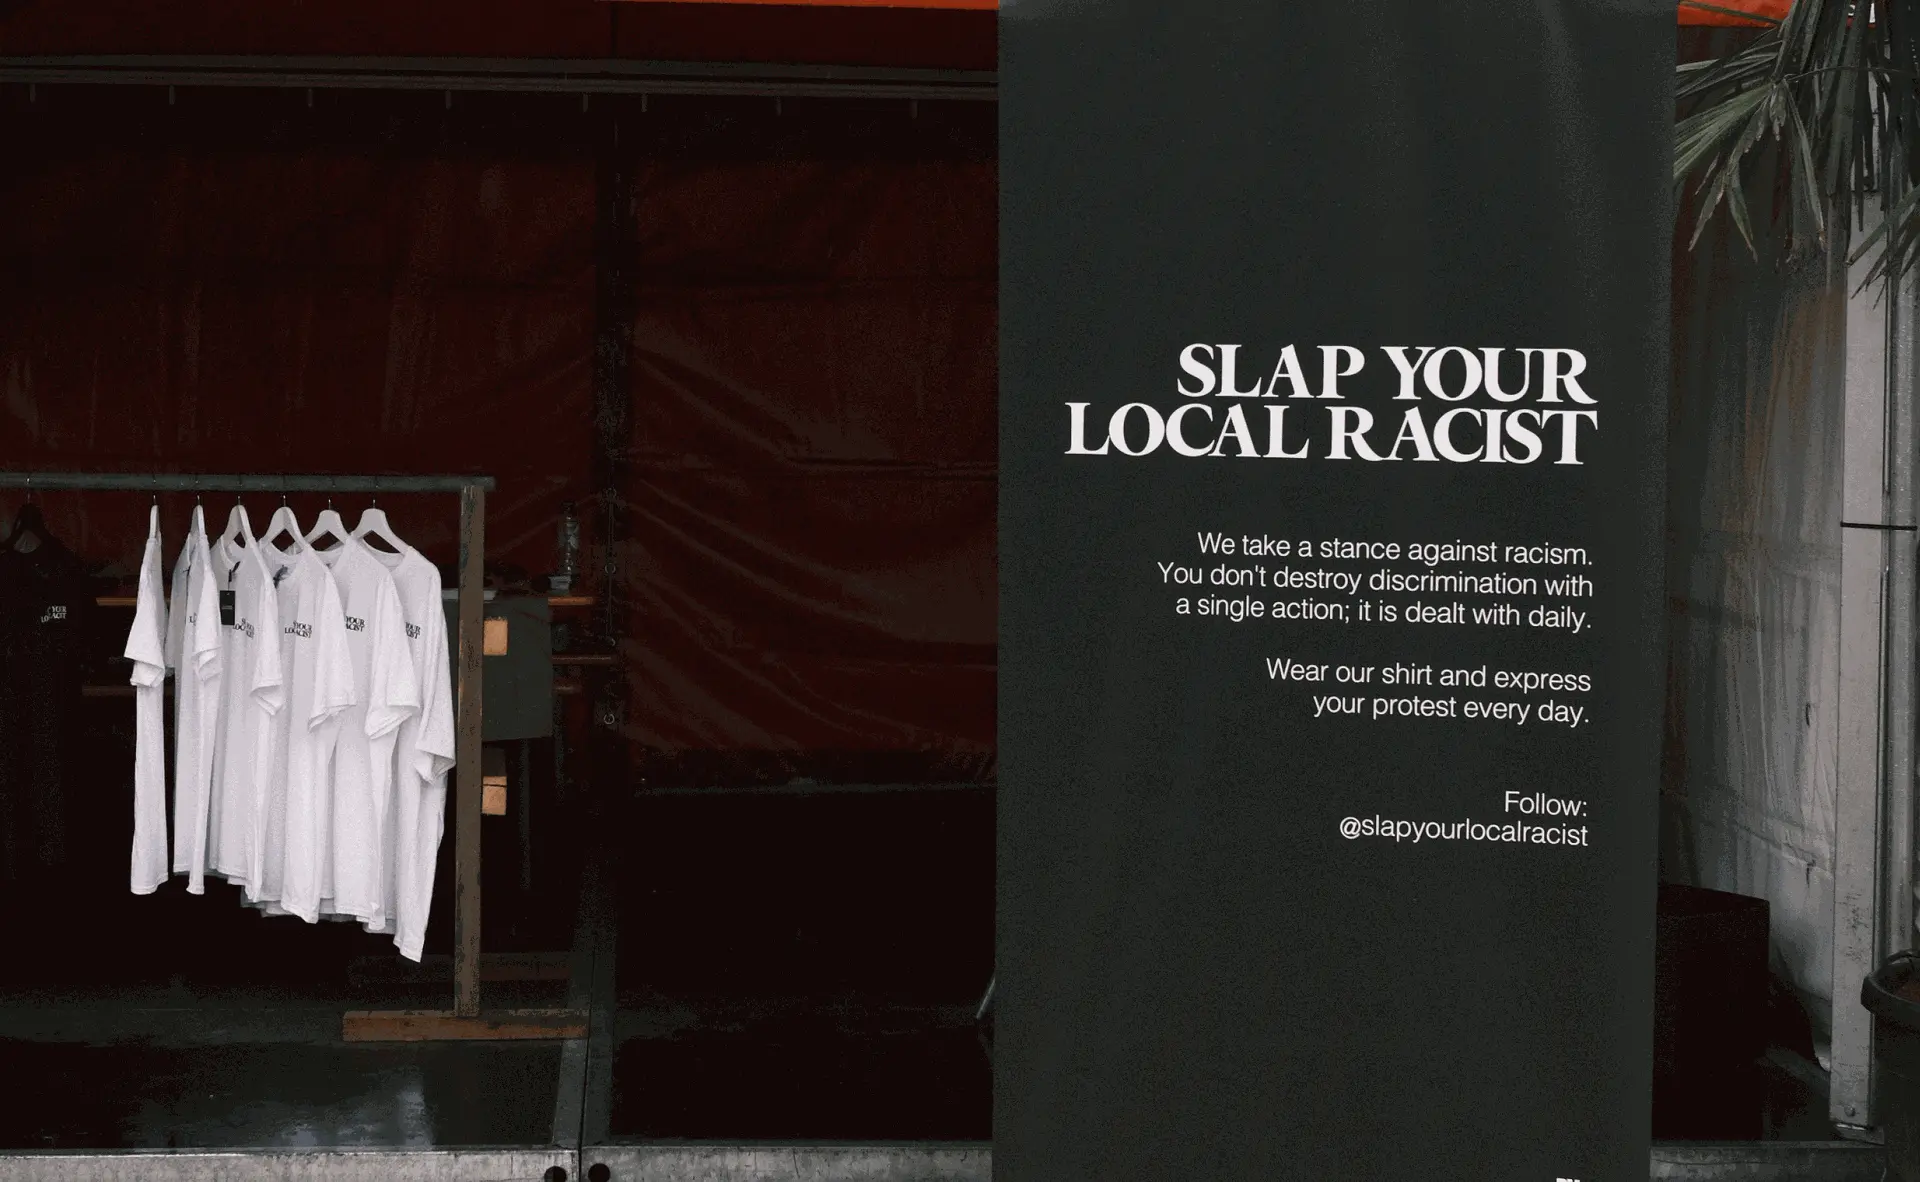 SLAP YOUR
LOCAL RACIST
We take a stance against racism.
You don't destroy discrimination with
a single action; it is dealt with daily.
Wear our shirt and express
your protest every day.
Follow:
@slapyourlocalracist